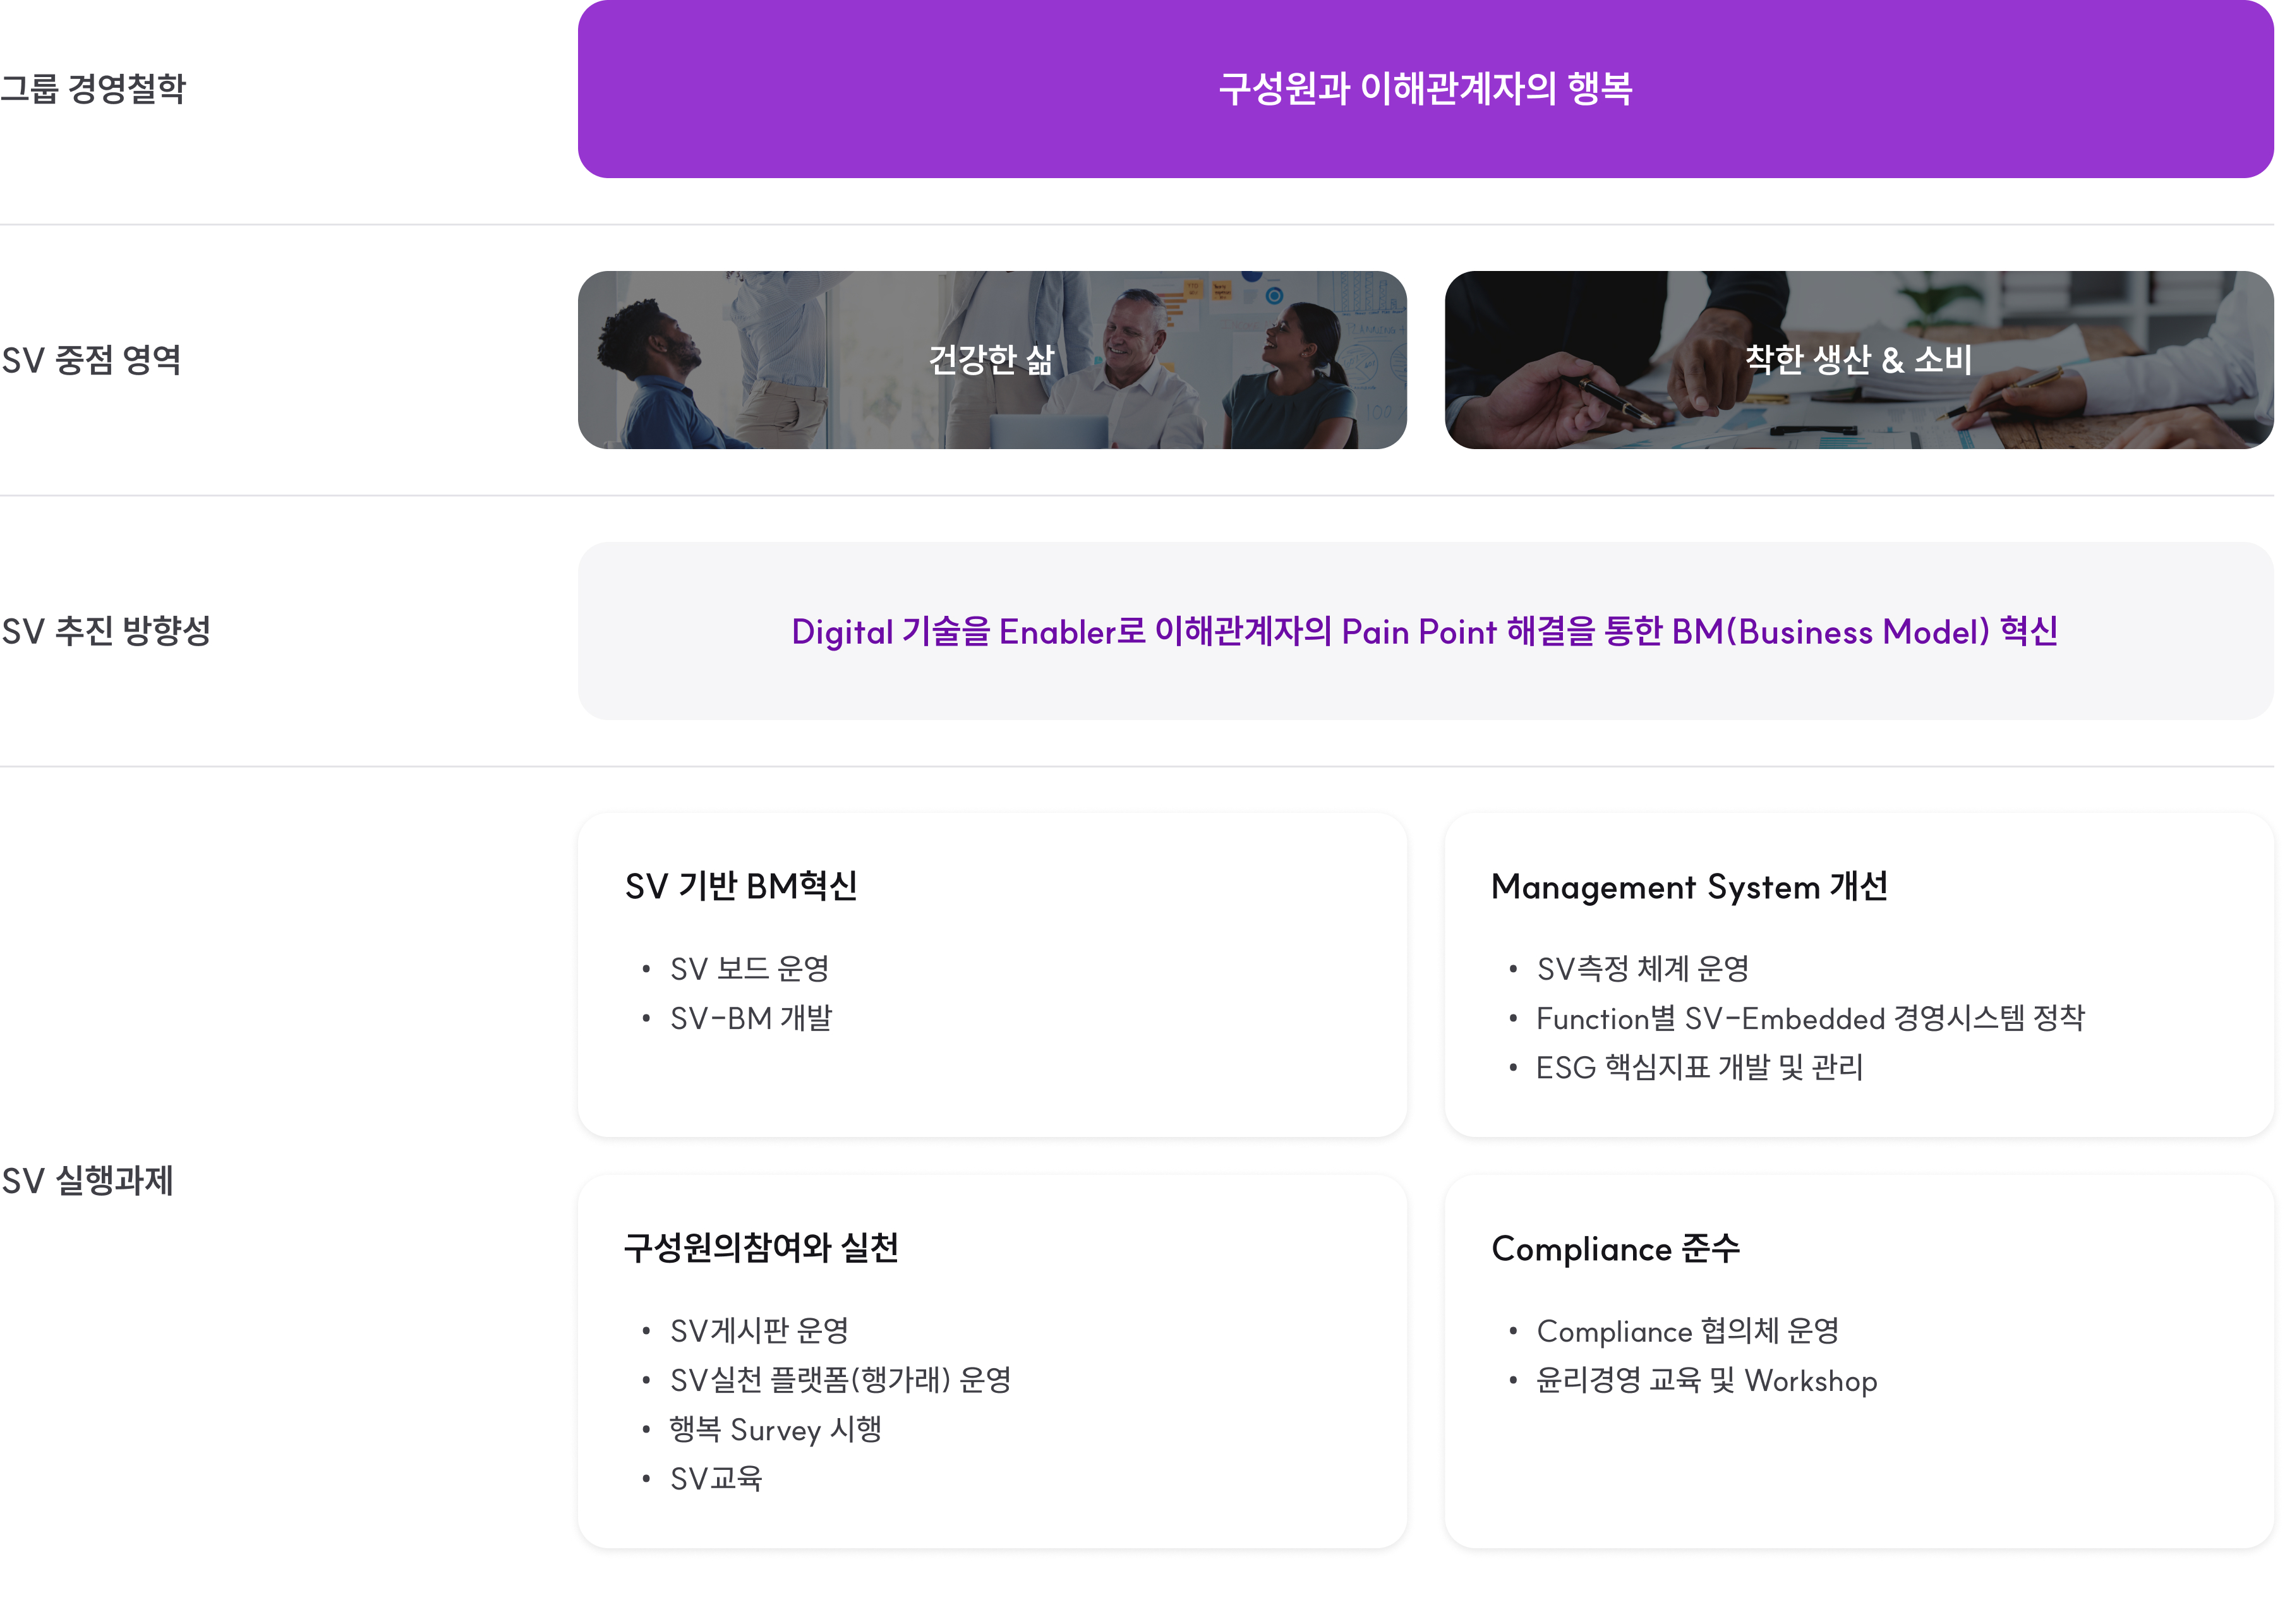 그룹 경영철학
구성원과 이해관계자의 행복
SV 중점 영역
건강한 삶
착한 생산 & 소비
SV 추진 방향성
Digital 기술을 Enabler로 이해관계자의 Pain Point 해결을 통한 BM(Business Model) 혁신
SV 실행과제
SV 기반 BM혁신
• SV 보드 운영
• SV-BM 개발
Management System 개선
• SV측정 체계 운영
• Function별 SV-Embedded 경영시스템 정착
• ESG 핵심지표 개발 및 관리
구성원의참여와 실천
• SV게시판 운영
• SV실천 플랫폼(행가래) 운영
• 행복 Survey 시행
• SV교육
Compliance 준수
• Compliance 협의체 운영
• 윤리경영 교육 및 Workshop